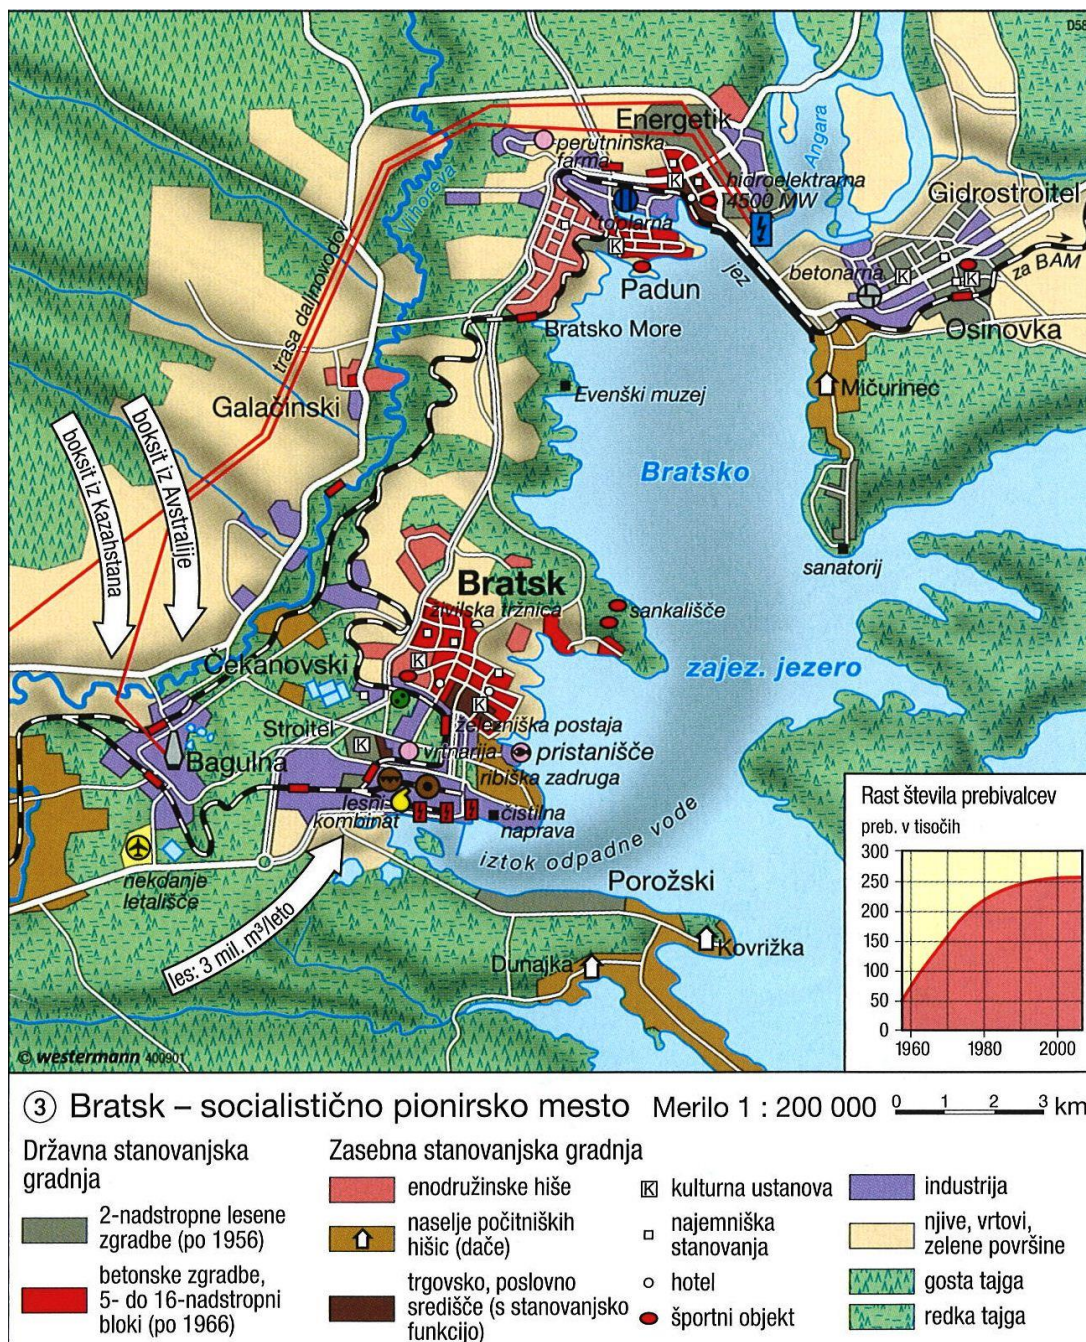 D58
Energetik
perutninska
farma
Angara
Vihorjeva
hidroelektrarna
4500 MW
Gidrostroitel
toplarna
K
K
K
K
betonarna
za BAM
jez
Padun
Osinovka
Bratsko More
trasa daljnovodov
Evenški muzej
Mičurinec
Galačinski
boksit iz Kazahstana
boksit iz Avstralije
Bratsko
sanatorij
Bratsk
živilska tržnica
sankališče
zajez. jezero
Čekanovski
K
K
Stroitel
železniška postaja
K
vrtnarija
pristanišče
Bagulna
ribiška zadruga
lesni
kombinat
čistilna
naprava
iztok odpadne vode
nekdanje
letališče
Porožski
les: 3 mil. m³/leto
Kovrižka
Dunajka
Rast števila prebivalcev
preb. v tisočih
300
250
200
150
100
50
0
1960 1980 2000
© westermann 400901
3 Bratsk – socialistično pionirsko mesto Merilo 1 : 200 000 0 1 2 3 km
Državna stanovanjska
gradnja
2-nadstropne lesene
zgradbe (po 1956)
betonske zgradbe,
5- do 16-nadstropni
bloki (po 1966)
Zasebna stanovanjska gradnja
enodružinske hiše
naselje počitniških
hišic (dače)
trgovsko, poslovno
središče (s stanovanjsko
funkcijo)
K kulturna ustanova
najemniška
stanovanja
hotel
športni objekt
industrija
njive, vrtovi,
zelene površine
gosta tajga
redka tajga